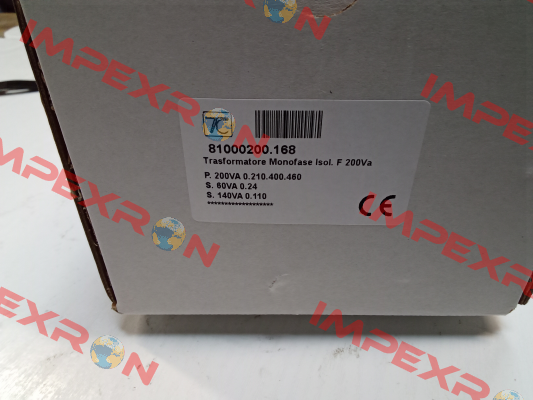 TC
81000200.168
Trasformatore Monofase Isol. F 200Va
P. 200VA 0.210.400.460
S. 60VA 0.24
S. 140VA 0.110
*******************
CE
IMPEXRON
IMPEXRON
IMPEXRON
IMPEXRON
IMPEXRON